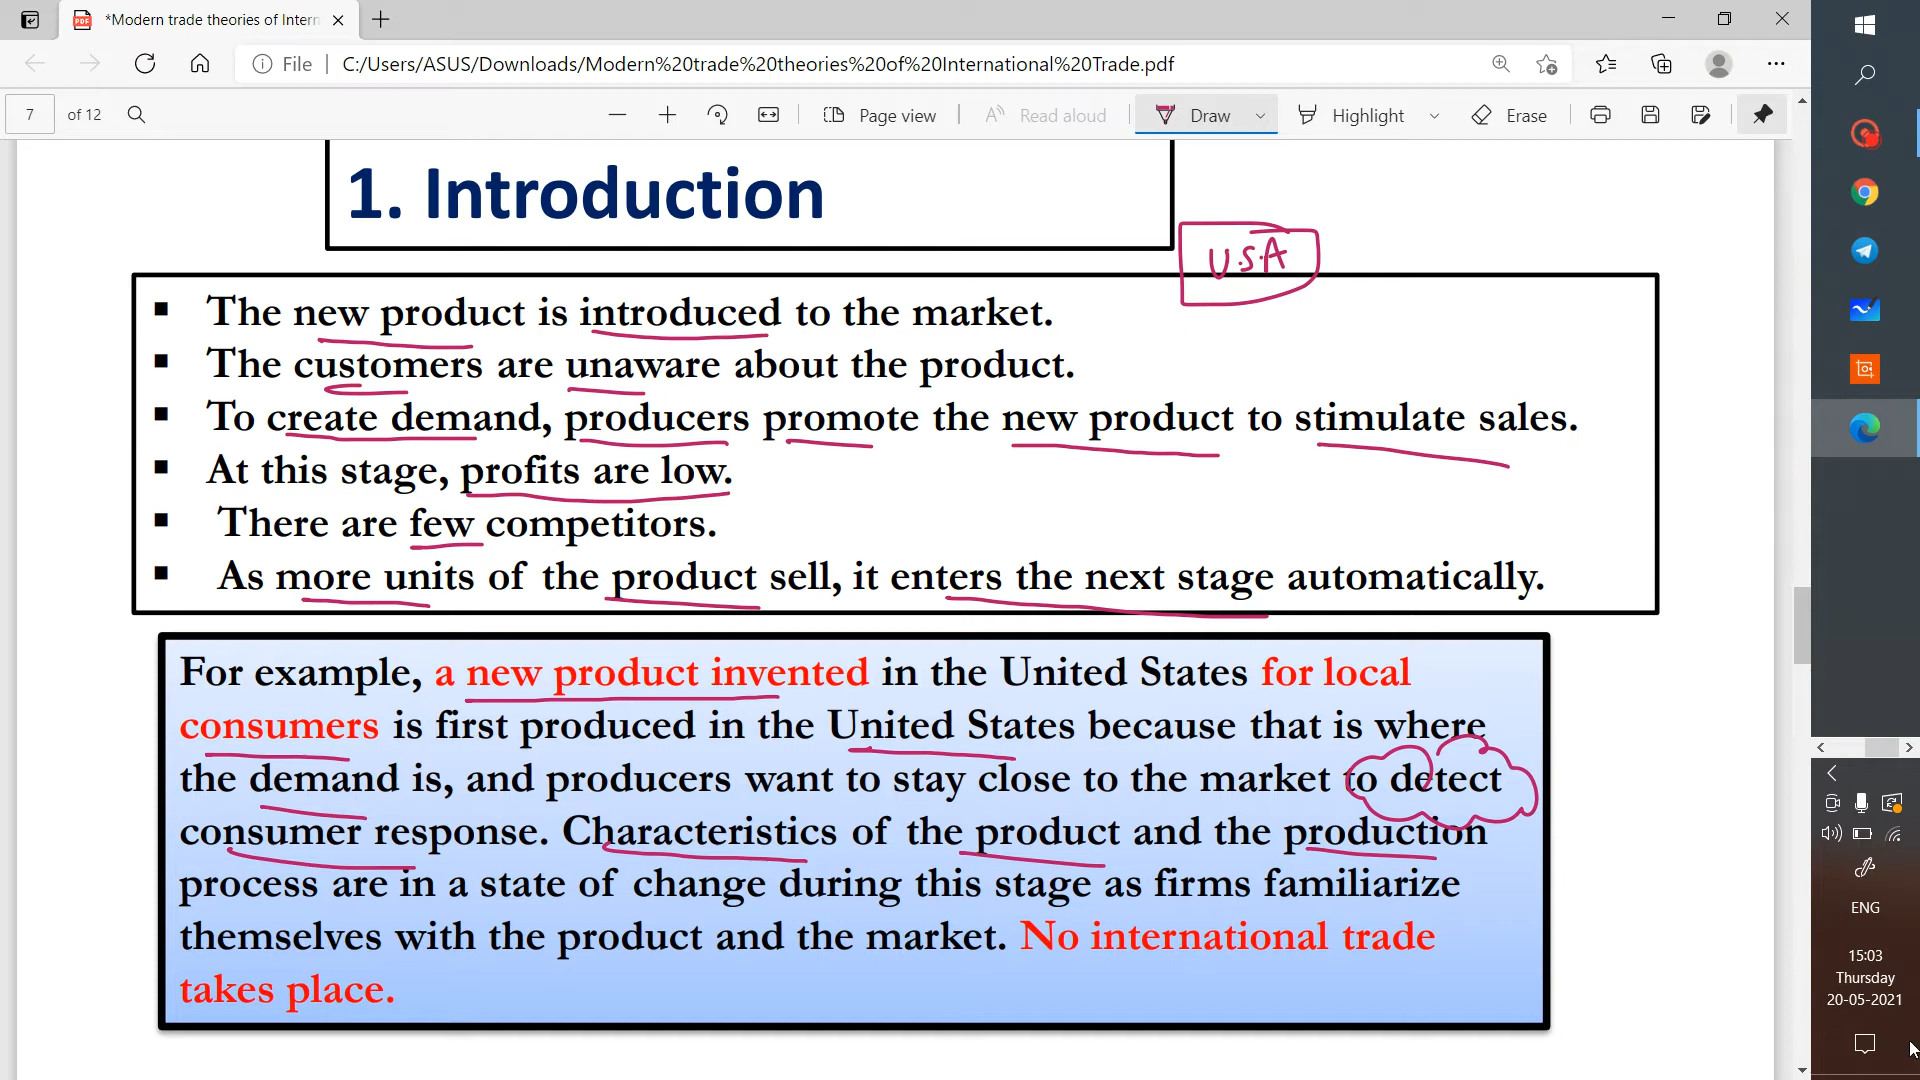 *Modern trade theories of Intern
File
C:/Users/ASUS/Downloads/Modern%20trade%20theories%20of%20International%20Trade.pdf
7 of 12
Page view
Read aloud
Draw
Highlight
Erase
1. Introduction
U.S.A
▪ The new product is introduced to the market.
▪ The customers are unaware about the product.
▪ To create demand, producers promote the new product to stimulate sales.
▪ At this stage, profits are low.
▪ There are few competitors.
▪ As more units of the product sell, it enters the next stage automatically.
For example, a new product invented in the United States for local
consumers is first produced in the United States because that is where
the demand is, and producers want to stay close to the market to detect
consumer response. Characteristics of the product and the production
process are in a state of change during this stage as firms familiarize
themselves with the product and the market. No international trade
takes place.
ENG
15:03
Thursday
20-05-2021